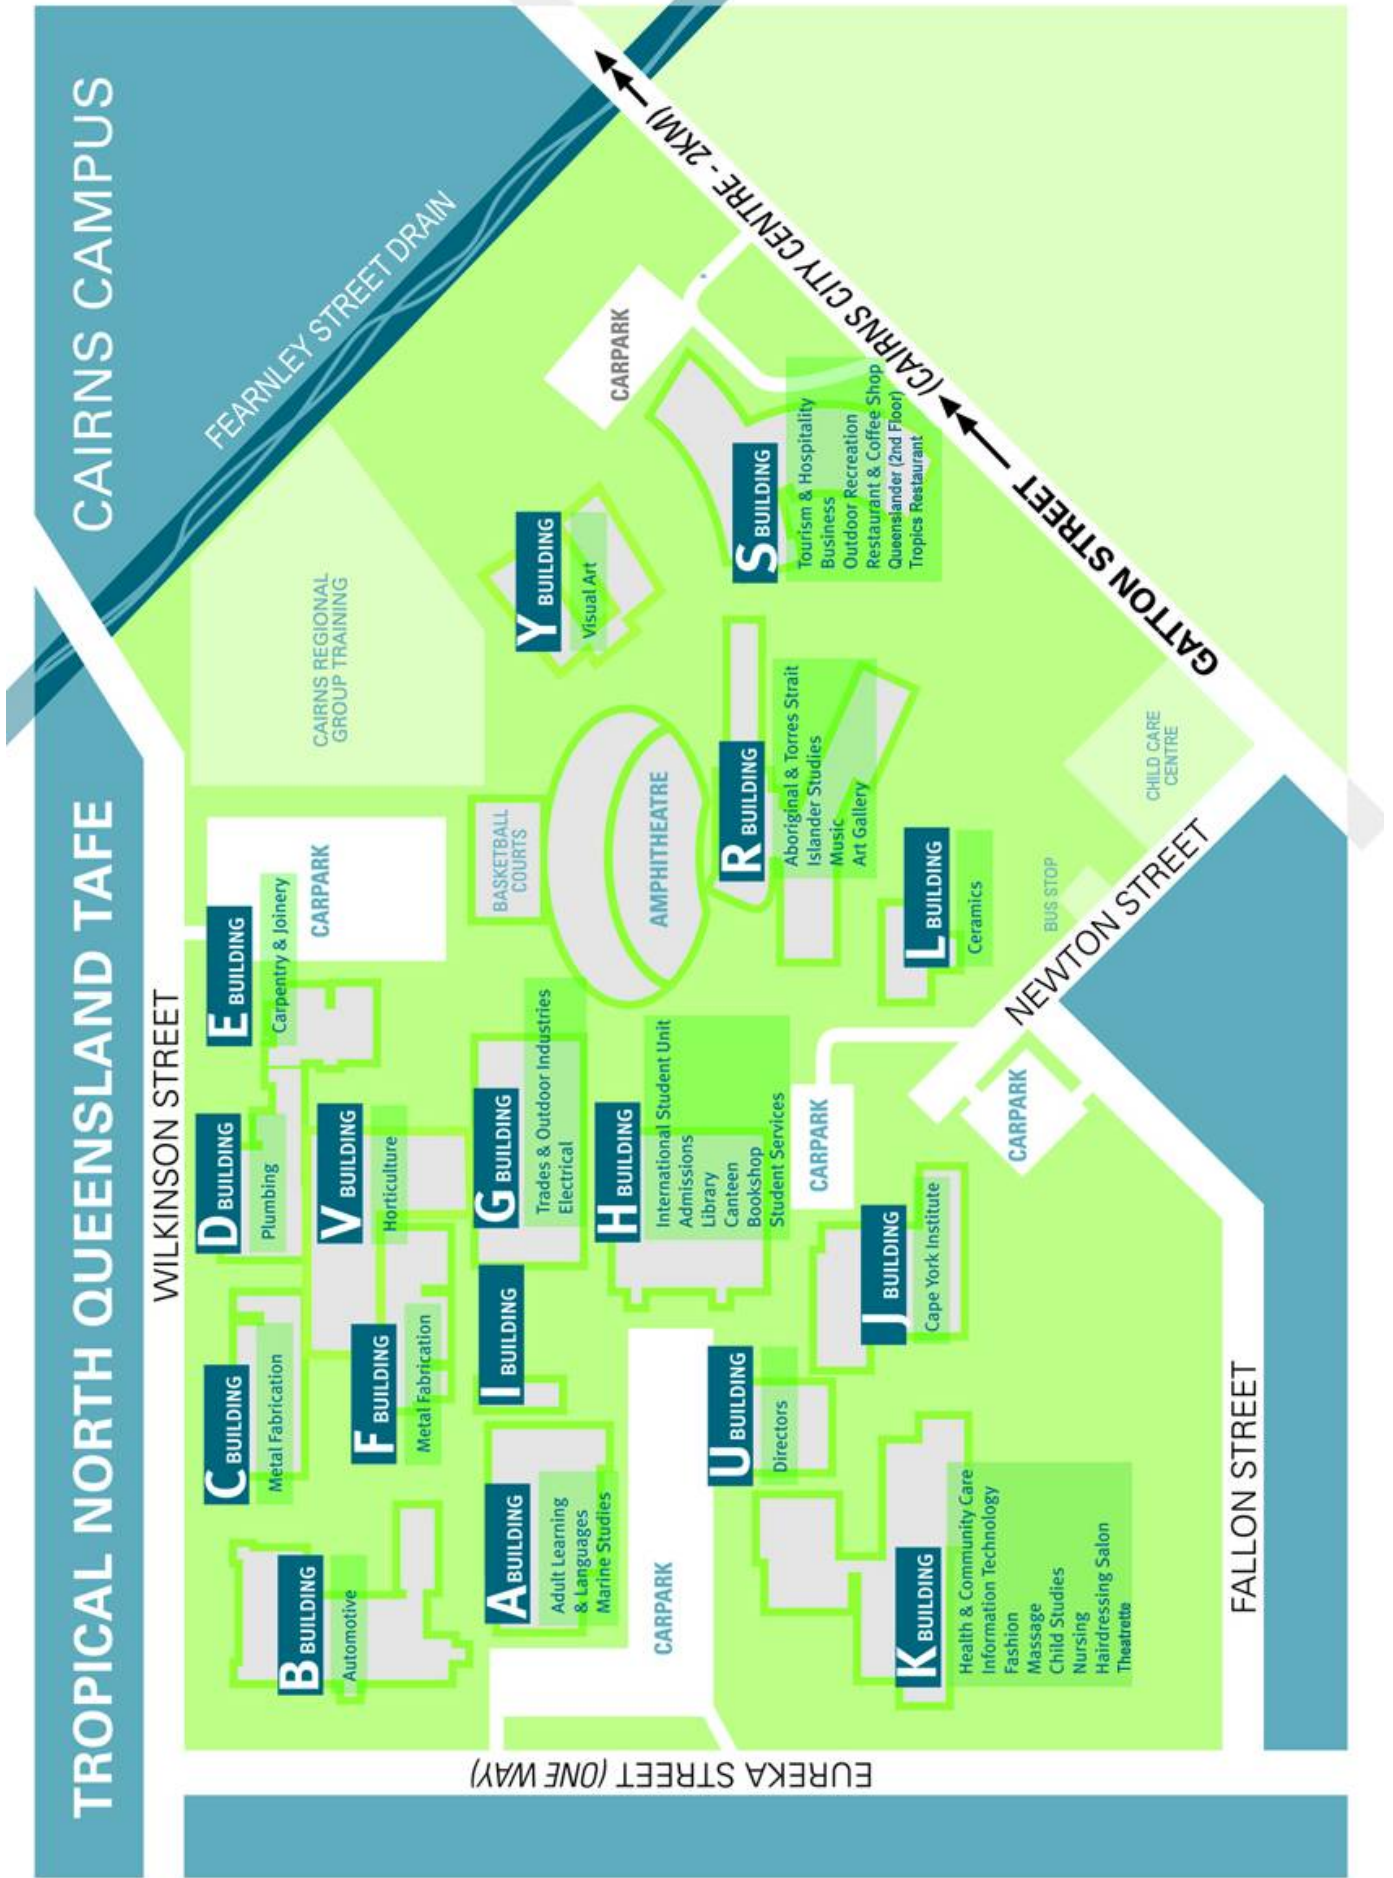 TROPICAL NORTH QUEENSLAND TAFE
CAIRNS CAMPUS
FEARNLEY STREET DRAIN
WILKINSON STREET
CAIRNS REGIONAL
GROUP TRAINING
B BUILDING
Automotive
C BUILDING
Metal Fabrication
D BUILDING
Plumbing
E BUILDING
Carpentry & Joinery
CARPARK
F BUILDING
Metal Fabrication
V BUILDING
Horticulture
A BUILDING
Adult Learning
& Languages
Marine Studies
I BUILDING
G BUILDING
Trades & Outdoor Industries
Electrical
BASKETBALL
COURTS
AMPHITHEATRE
Y BUILDING
Visual Art
CARPARK
H BUILDING
International Student Unit
Admissions
Library
Canteen
Bookshop
Student Services
CARPARK
U BUILDING
Directors
R BUILDING
Aboriginal & Torres Strait
Islander Studies
Music
Art Gallery
S BUILDING
Tourism & Hospitality
Business
Outdoor Recreation
Restaurant & Coffee Shop
Queenslander (2nd Floor)
Tropics Restaurant
CARPARK
J BUILDING
Cape York Institute
L BUILDING
Ceramics
K BUILDING
Health & Community Care
Information Technology
Fashion
Massage
Child Studies
Nursing
Hairdressing Salon
Theatrette
CARPARK
BUS STOP
CHILD CARE
CENTRE
NEWTON STREET
GATTON STREET
(CAIRNS CITY CENTRE - 2KM)
EUREKA STREET (ONE WAY)
FALLON STREET